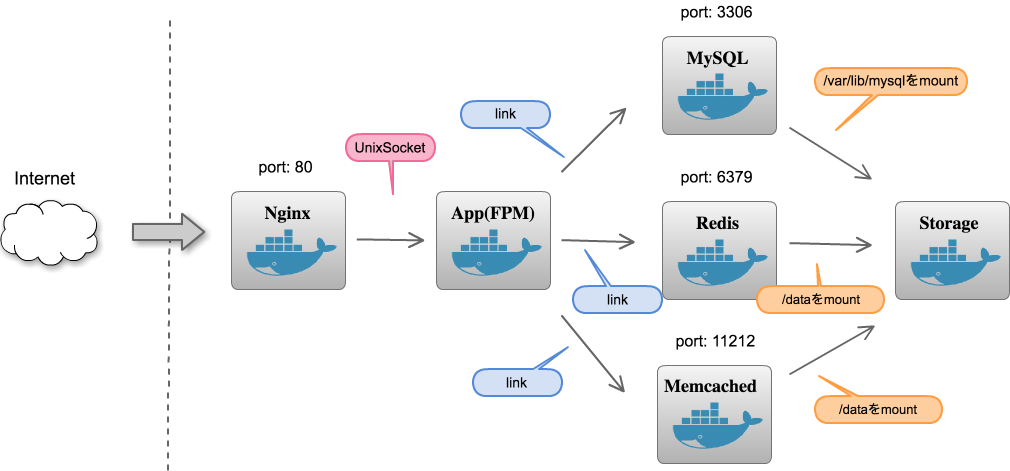 port: 3306
MySQL
/var/lib/mysqlをmount
link
UnixSocket
port: 80
port: 6379
Internet
Nginx
App(FPM)
Redis
Storage
link
/dataをmount
port: 11212
link
Memcached
/dataをmount